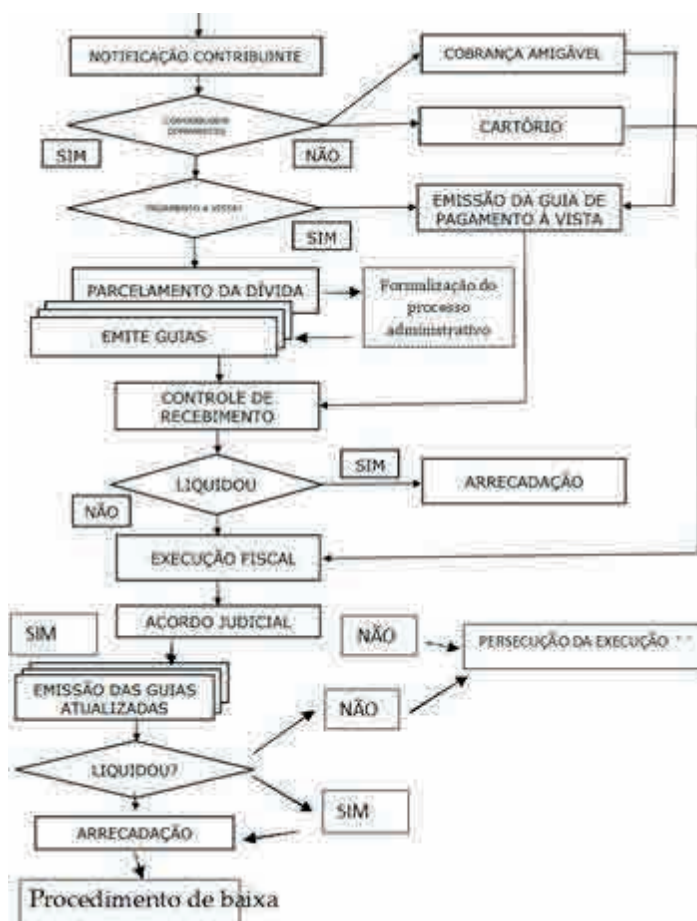 NOTIFICAÇÃO CONTRIBUINTE
COBRANÇA AMIGÁVEL
SIM
NÃO
CARTÓRIO
PAGAMENTO A VISTA?
SIM
EMISSÃO DA GUIA DE
PAGAMENTO À VISTA
PARCELAMENTO DA DÍVIDA
Formalização do
processo
administrativo
EMITE GUIAS
CONTROLE DE
RECEBIMENTO
LIQUIDOU
SIM
ARRECADAÇÃO
NÃO
EXECUÇÃO FISCAL
ACORDO JUDICIAL
SIM
NÃO
PERSECUÇÃO DA EXECUÇÃO
EMISSÃO DAS GUIAS
ATUALIZADAS
NÃO
LIQUIDOU?
SIM
ARRECADAÇÃO
Procedimento de baixa